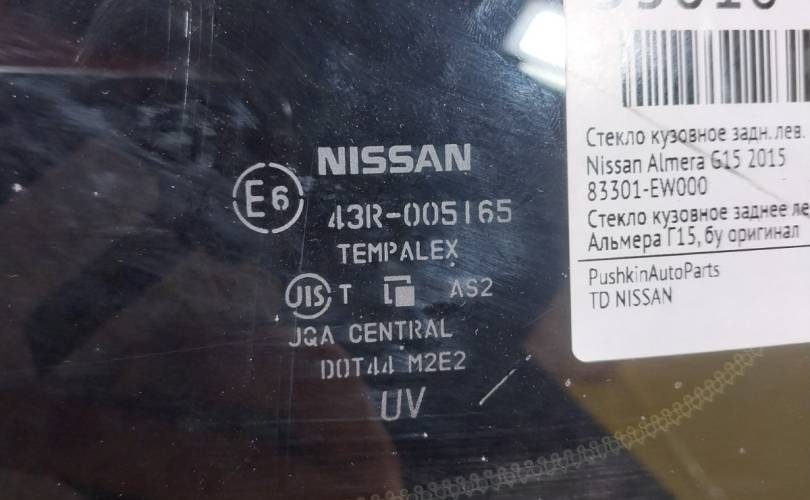 NISSAN
E6
43R-005165
TEMPALEX
JIS T AS2
JQA CENTRAL
DOT44 M2E2
UV
Стекло кузовное задн. лев.
Nissan Almera G15 2015
83301-EW000
Стекло кузовное заднее ле
Альмера Г15, бу оригинал
PushkinAutoParts
TD NISSAN